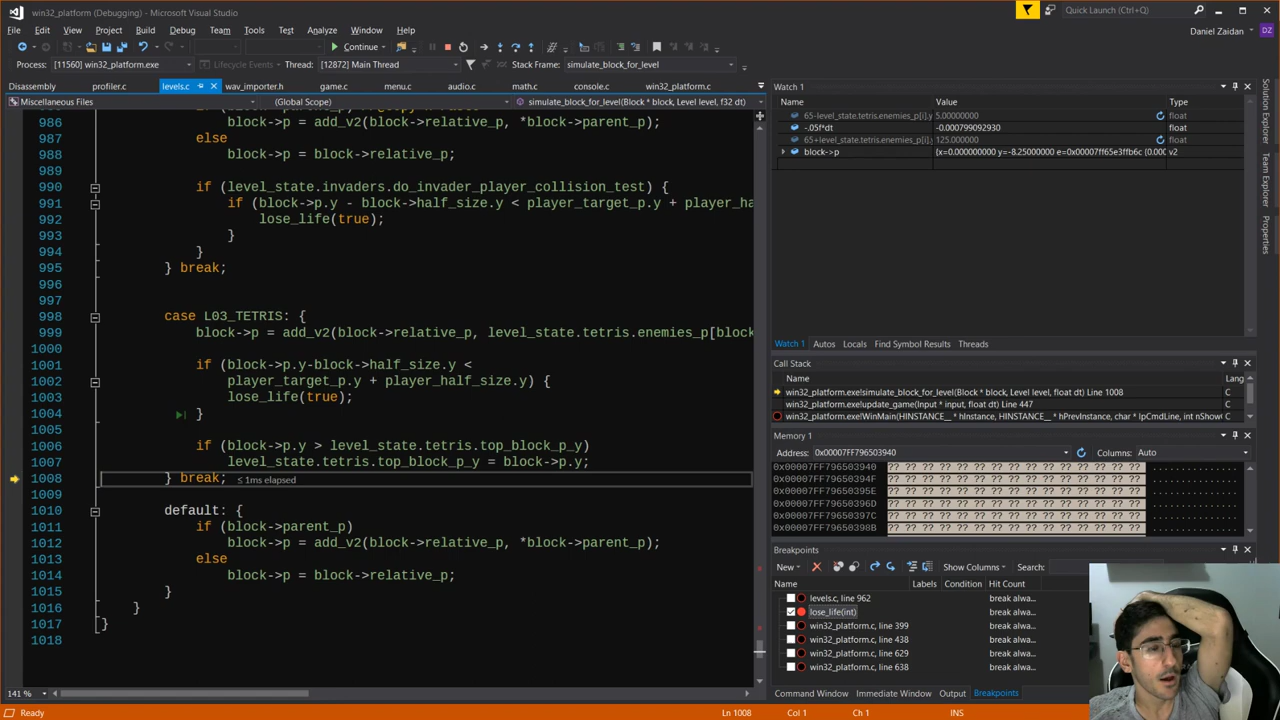 win32_platform (Debugging) - Microsoft Visual Studio
Quick Launch (Ctrl+Q)
File Edit View Project Build Debug Team Tools Test Analyze Window Help
Daniel Zaidan DZ
Continue
Process: [11560] win32_platform.exe Lifecycle Events Thread: [12872] Main Thread Stack Frame: simulate_block_for_level
Disassembly profiler.c levels.c wav_importer.h game.c menu.c audio.c math.c win32_platform.c
Miscellaneous Files (Global Scope) simulate_block_for_level(Block * block, Level level, f32 dt)
986 block->p = add_v2(block->relative_p, *block->parent_p);
987 else
988 block->p = block->relative_p;
989
990 if (level_state.invaders.do_invader_player_collision_test) {
991 if (block->p.y - block->half_size.y < player_target_p.y + player_ha
992 lose_life(true);
993 }
994 }
995 } break;
996
997
998 case L03_TETRIS: {
999 block->p = add_v2(block->relative_p, level_state.tetris.enemies_p[block
1000
1001 if (block->p.y-block->half_size.y <
1002 player_target_p.y + player_half_size.y) {
1003 lose_life(true);
1004 }
1005
1006 if (block->p.y > level_state.tetris.top_block_p_y)
1007 level_state.tetris.top_block_p_y = block->p.y;
1008 } break; ≤ 1ms elapsed
1009
1010 default: {
1011 if (block->parent_p)
1012 block->p = add_v2(block->relative_p, *block->parent_p);
1013 else
1014 block->p = block->relative_p;
1015 }
1016 }
1017 }
1018
141 %
Watch 1
Name Value Type
65-level_state.tetris.enemies_p[i].y 5.00000000 float
-.05f*dt -0.000799092930 float
65+level_state.tetris.enemies_p[i].y 125.000000 float
block->p {x=0.000000000 y=-8.25000000 e=0x00007ff65e3ffb6c {0.000 v2
Watch 1 Autos Locals Find Symbol Results Threads
Call Stack
Name Lang
win32_platform.exe!simulate_block_for_level(Block * block, Level level, float dt) Line 1008 C
win32_platform.exe!update_game(Input * input, float dt) Line 447 C
win32_platform.exe!WinMain(HINSTANCE__ * hInstance, HINSTANCE__ * hPrevInstance, char * lpCmdLine, int nShowC C
Memory 1
Address: 0x00007FF796503940 Columns: Auto
0x00007FF796503940 ?? ?? ?? ?? ?? ?? ?? ?? ?? ?? ?? ?? ?? ?? ?? ...............
0x00007FF79650394F ?? ?? ?? ?? ?? ?? ?? ?? ?? ?? ?? ?? ?? ?? ?? ...............
0x00007FF79650395E ?? ?? ?? ?? ?? ?? ?? ?? ?? ?? ?? ?? ?? ?? ?? ...............
0x00007FF79650396D ?? ?? ?? ?? ?? ?? ?? ?? ?? ?? ?? ?? ?? ?? ?? ...............
0x00007FF79650397C ?? ?? ?? ?? ?? ?? ?? ?? ?? ?? ?? ?? ?? ?? ?? ...............
0x00007FF79650398B ?? ?? ?? ?? ?? ?? ?? ?? ?? ?? ?? ?? ?? ?? ?? ...............
Breakpoints
New Show Columns Search:
Name Labels Condition Hit Count
levels.c, line 962 break alwa...
lose_life(int) break alwa...
win32_platform.c, line 399 break alwa...
win32_platform.c, line 438 break alwa...
win32_platform.c, line 629 break alwa...
win32_platform.c, line 638 break alwa...
Command Window Immediate Window Output Breakpoints
Team Explorer
Properties
Ready Ln 1008 Col 1 Ch 1 INS